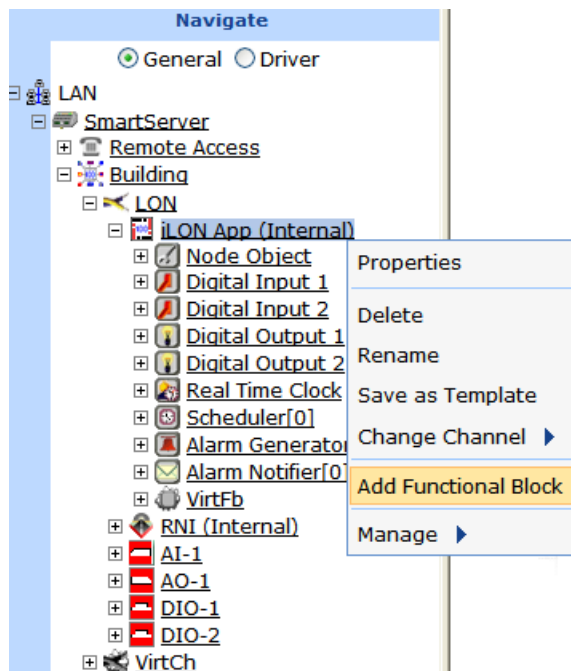 Navigate
General Driver
LAN
SmartServer
Remote Access
Building
LON
iLON App (Internal)
Node Object
Digital Input 1
Digital Input 2
Digital Output 1
Digital Output 2
Real Time Clock
Scheduler[0]
Alarm Generator
Alarm Notifier[0]
VirtFb
RNI (Internal)
AI-1
AO-1
DIO-1
DIO-2
VirtCh
Properties
Delete
Rename
Save as Template
Change Channel
Add Functional Block
Manage